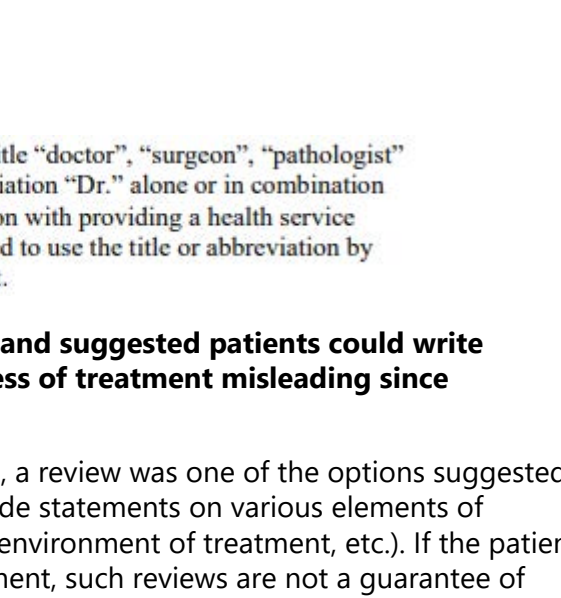 tle “doctor”, “surgeon”, “pathologist”
iation “Dr.” alone or in combination
on with providing a health service
d to use the title or abbreviation by
t.
and suggested patients could write
ess of treatment misleading since
, a review was one of the options suggested
de statements on various elements of
environment of treatment, etc.). If the patien
ment, such reviews are not a guarantee of